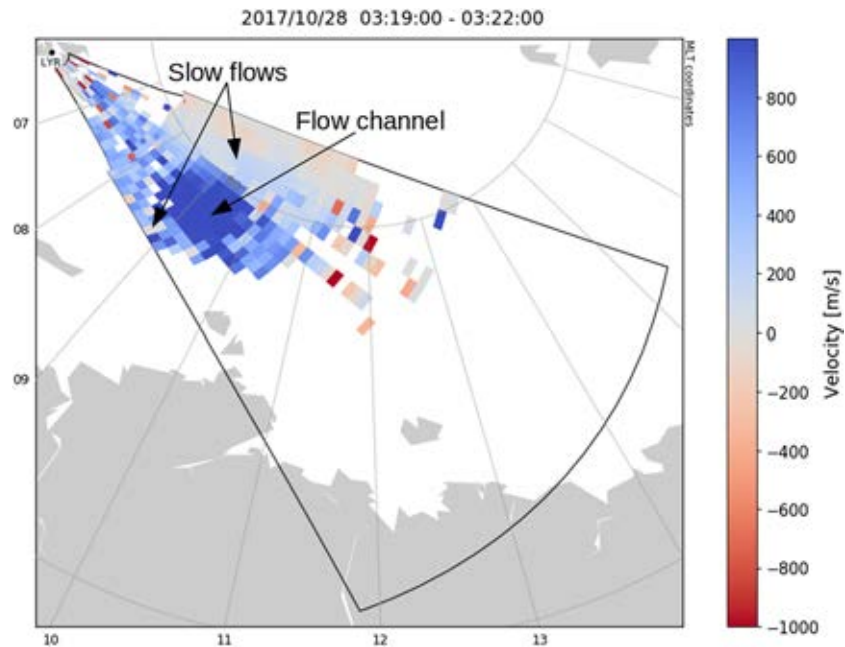 2017/10/28 03:19:00 - 03:22:00
LYR
Slow flows
Flow channel
MLT coordinates
07
08
09
10
11
12
13
800
600
400
200
0
−200
−400
−600
−800
−1000
Velocity [m/s]